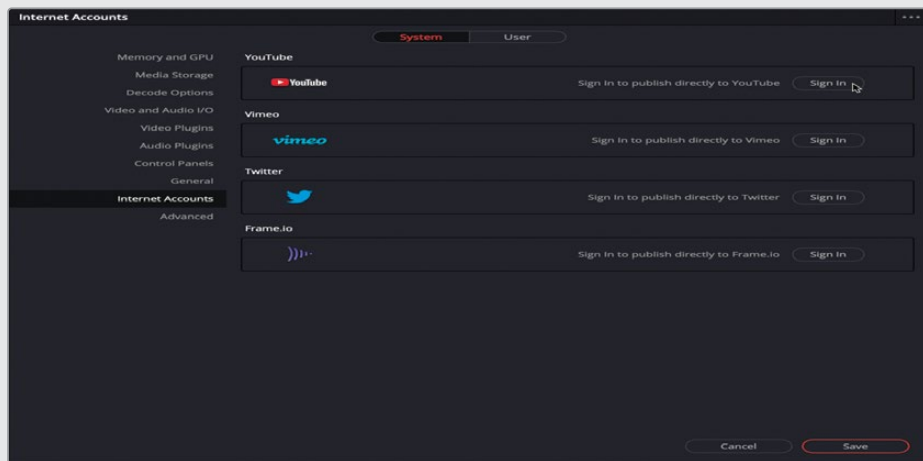 Internet Accounts
System User
Memory and GPU
Media Storage
Decode Options
Video and Audio I/O
Video Plugins
Audio Plugins
Control Panels
General
Internet Accounts
Advanced
YouTube
YouTube Sign In to publish directly to YouTube Sign In
Vimeo
vimeo Sign In to publish directly to Vimeo Sign In
Twitter
Sign In to publish directly to Twitter Sign In
Frame.io
Sign In to publish directly to Frame.io Sign In
Cancel Save